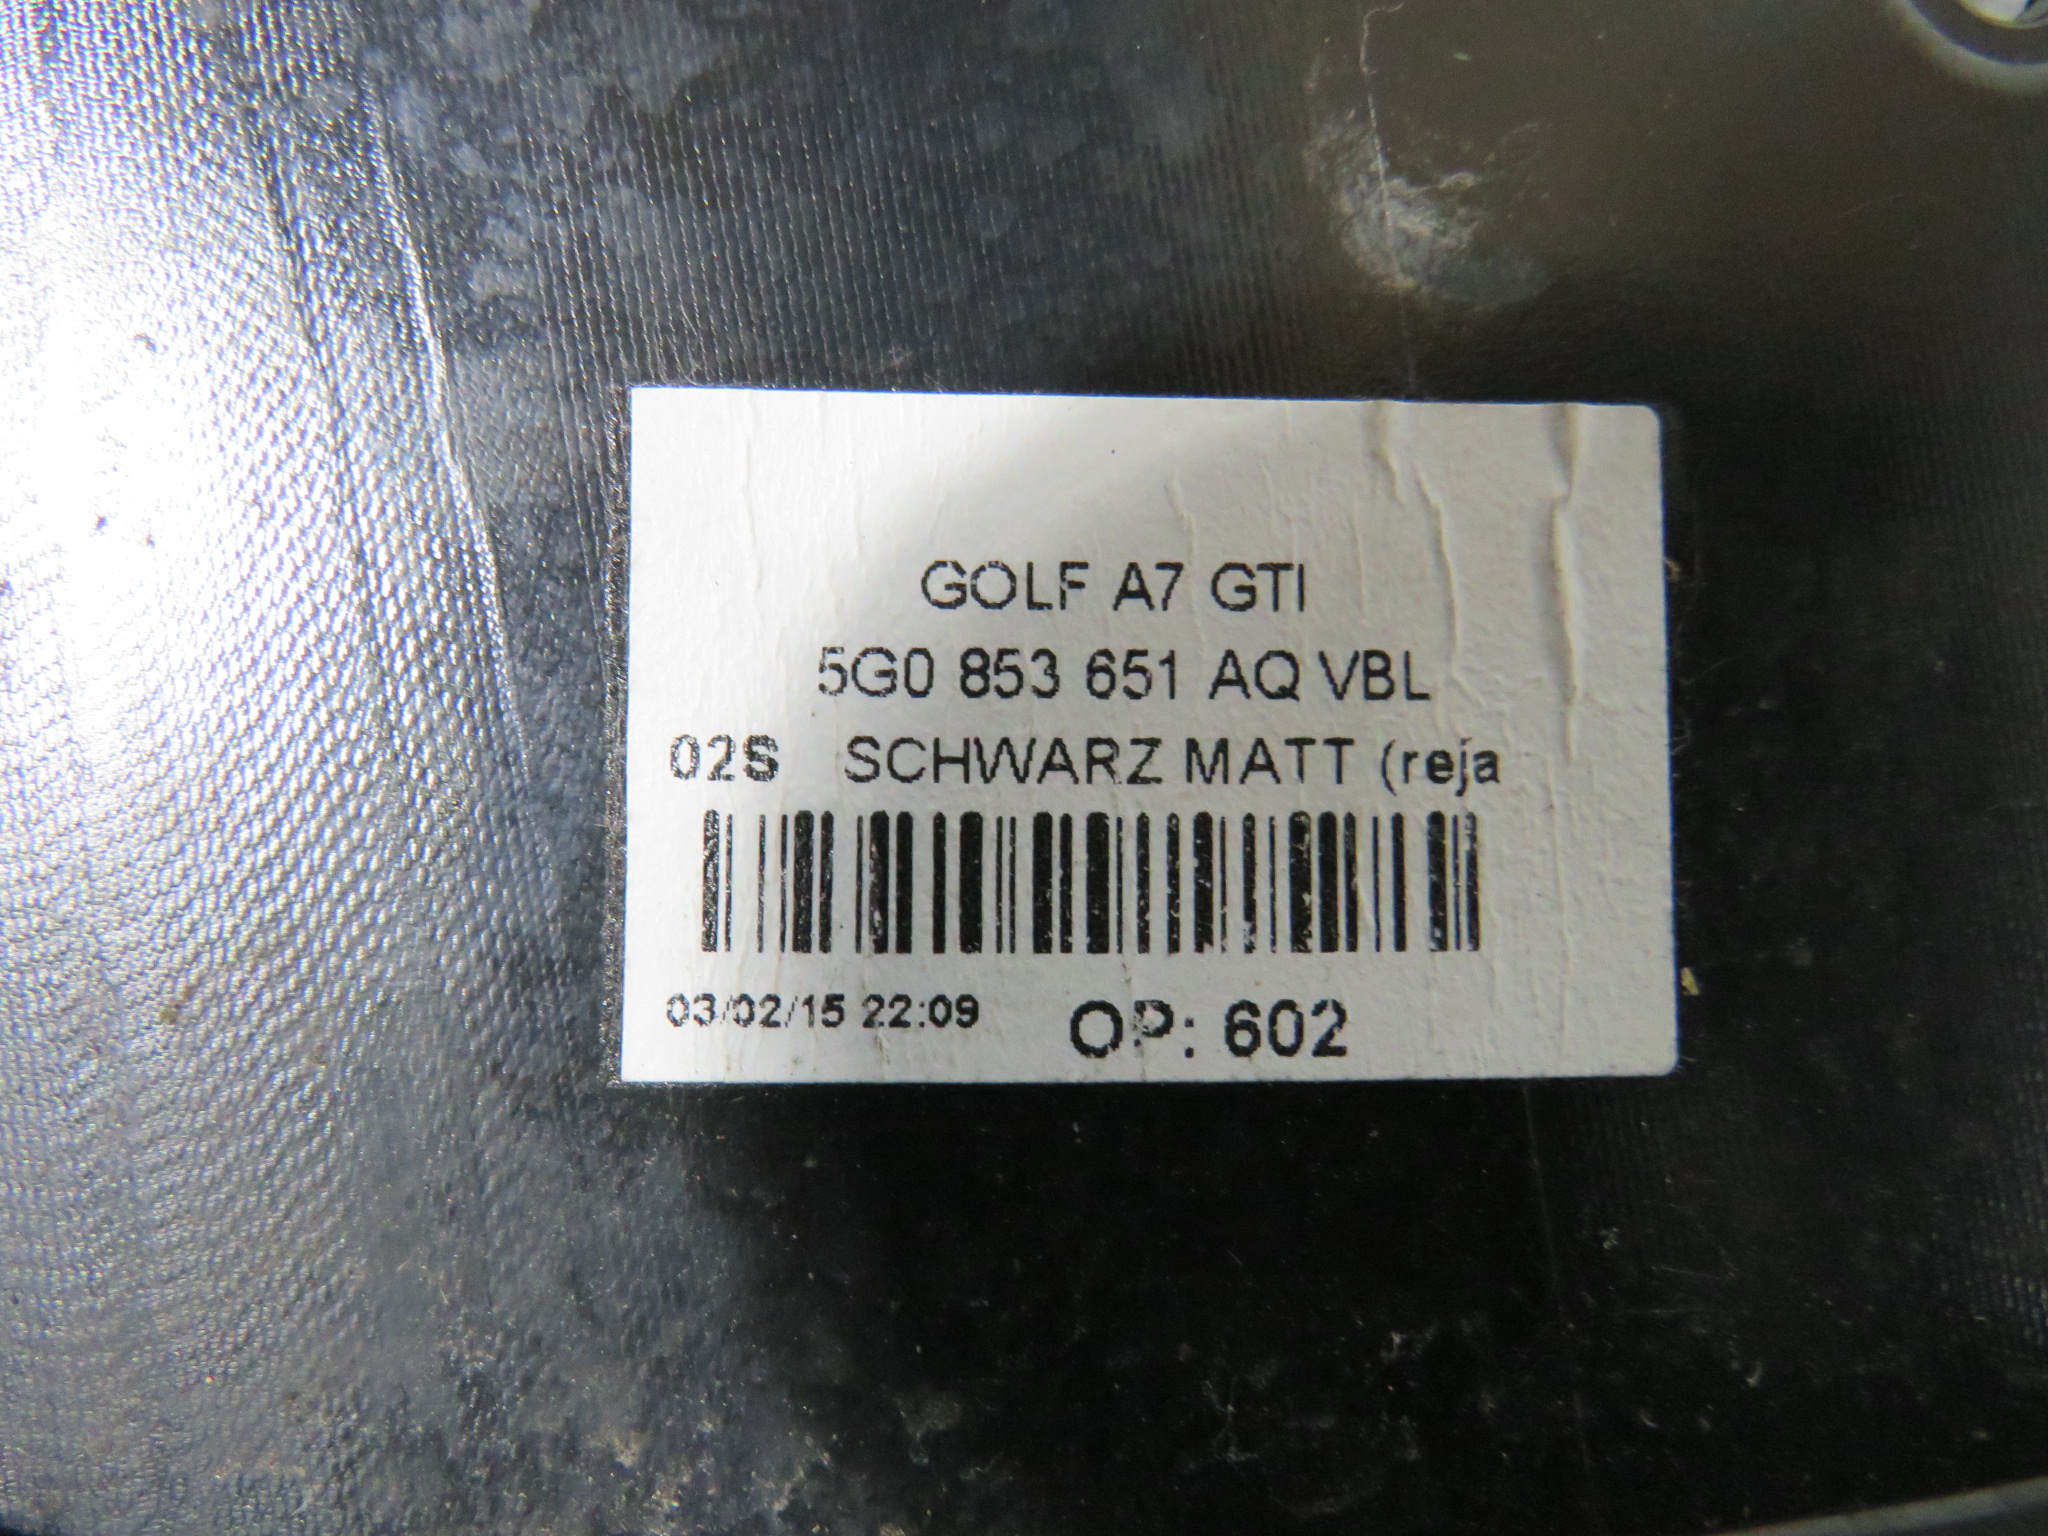 GOLF A7 GTI
5G0 853 651 AQ VBL
02S SCHWARZ MATT (reja
03/02/15 22:09 OP: 602